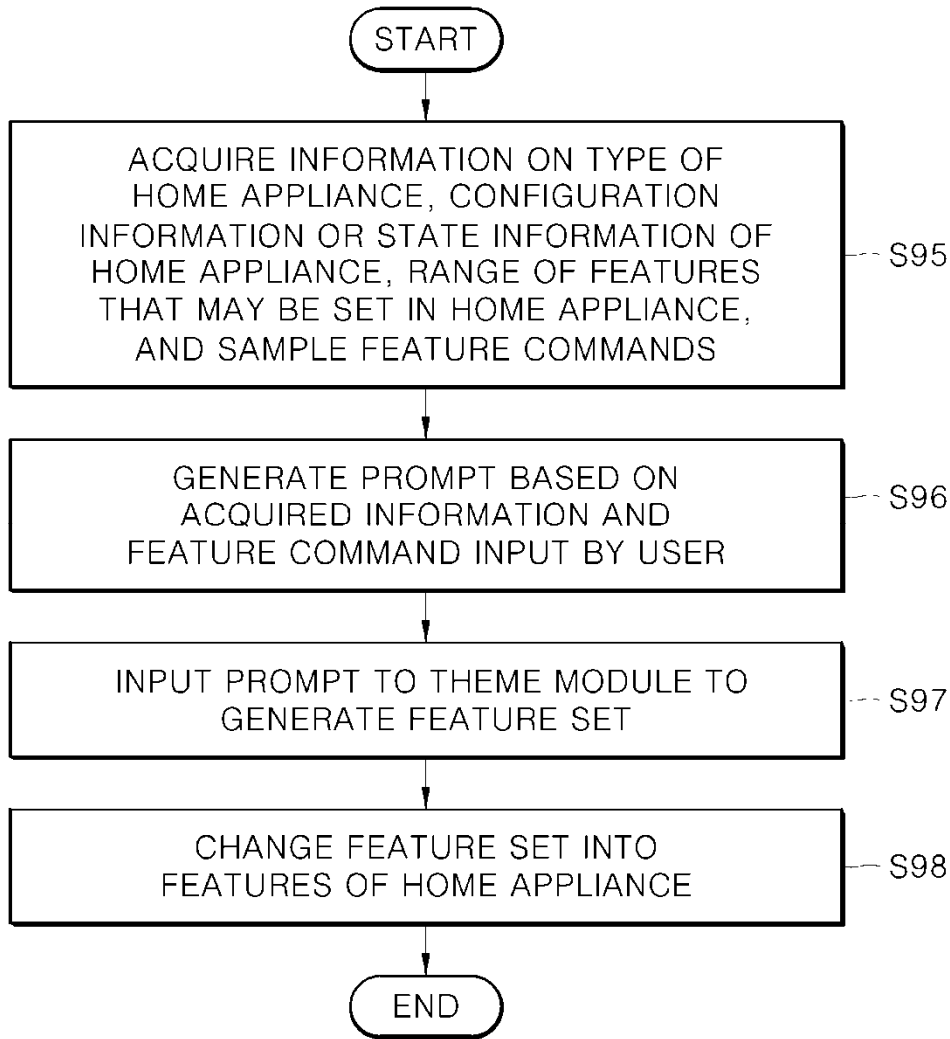 START
ACQUIRE INFORMATION ON TYPE OF
HOME APPLIANCE, CONFIGURATION
INFORMATION OR STATE INFORMATION OF
HOME APPLIANCE, RANGE OF FEATURES
THAT MAY BE SET IN HOME APPLIANCE,
AND SAMPLE FEATURE COMMANDS
S95
GENERATE PROMPT BASED ON
ACQUIRED INFORMATION AND
FEATURE COMMAND INPUT BY USER
S96
INPUT PROMPT TO THEME MODULE TO
GENERATE FEATURE SET
S97
CHANGE FEATURE SET INTO
FEATURES OF HOME APPLIANCE
S98
END